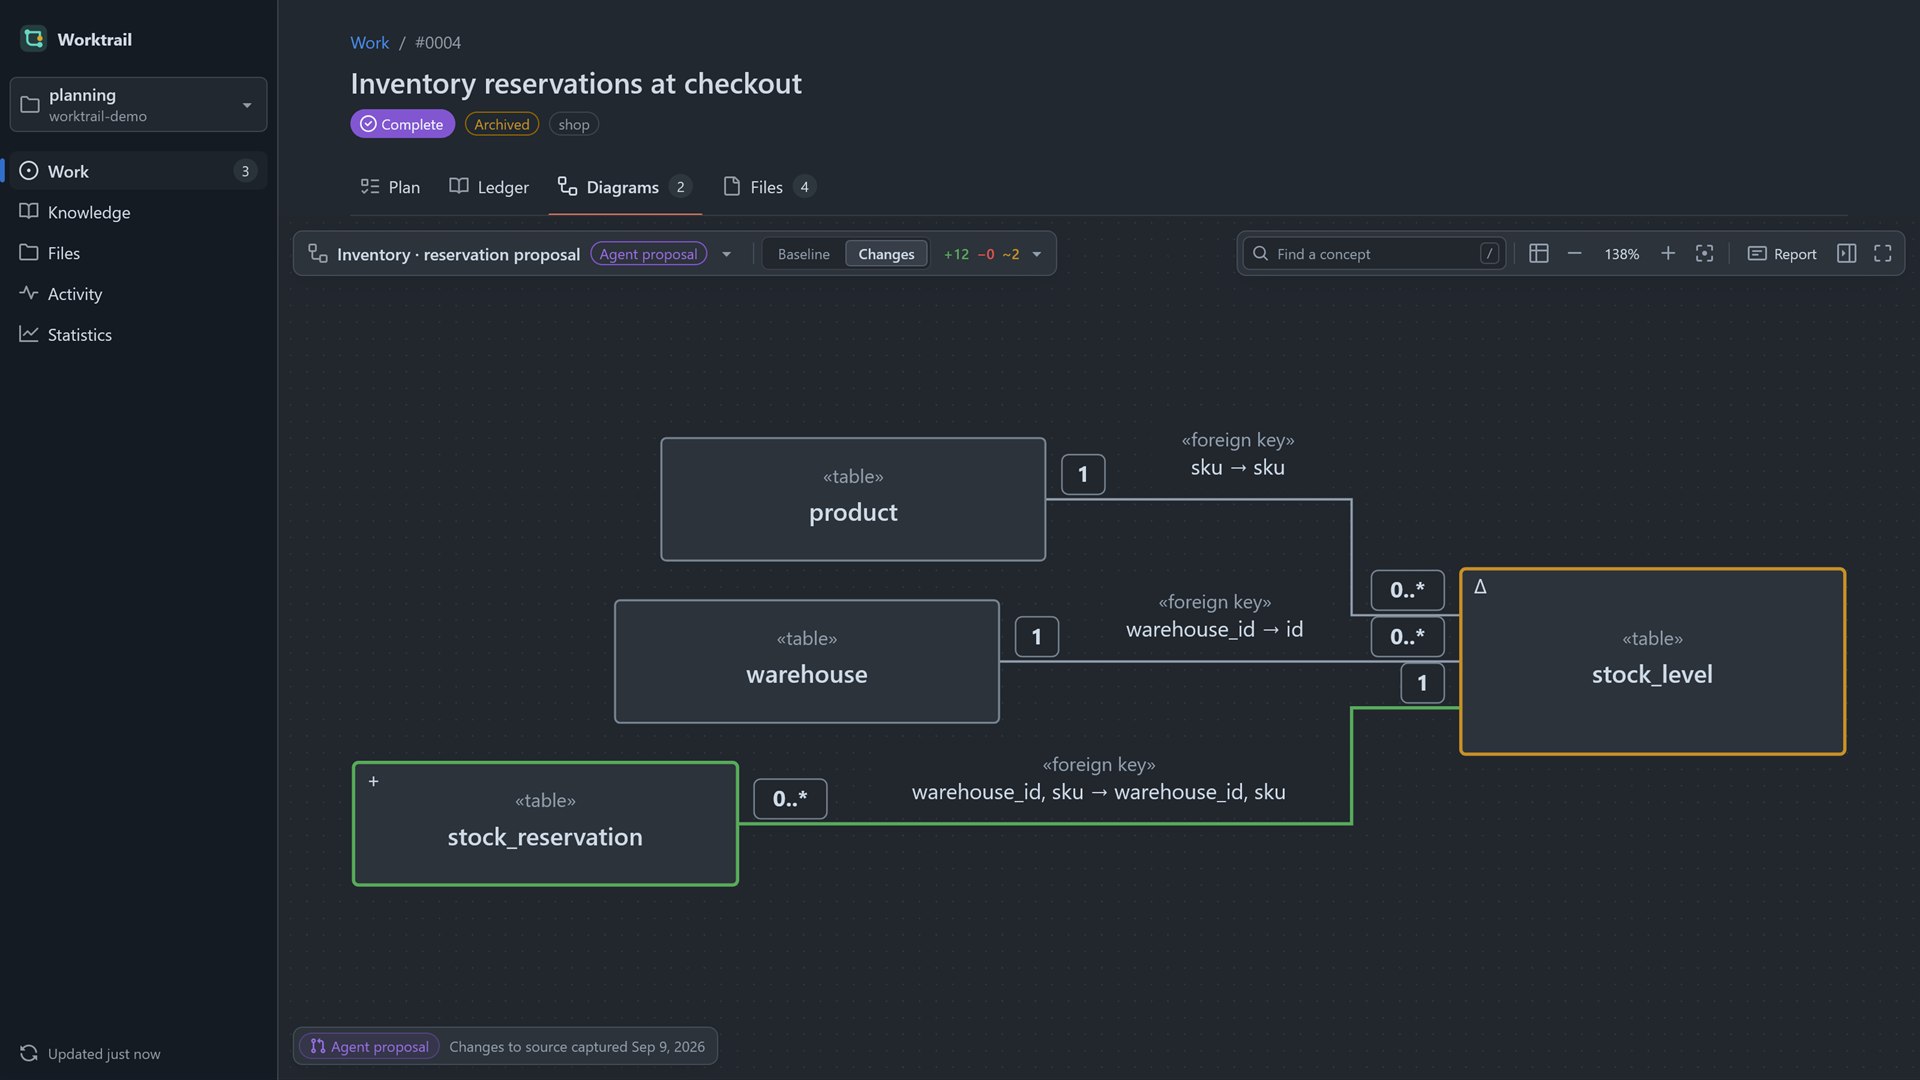 Worktrail
planning
worktrail-demo
Work 3
Knowledge
Files
Activity
Statistics
Updated just now
Work / #0004
Inventory reservations at checkout
Complete Archived shop
Plan Ledger Diagrams 2 Files 4
Inventory · reservation proposal Agent proposal Baseline Changes +12 −0 ~2
Find a concept / 138% Report
«foreign key»
sku → sku
«table»
product
1
0..*
«foreign key»
warehouse_id → id
«table»
warehouse
1
0..*
Δ
«table»
stock_level
1
«foreign key»
warehouse_id, sku → warehouse_id, sku
+
«table»
stock_reservation
0..*
Agent proposal Changes to source captured Sep 9, 2026